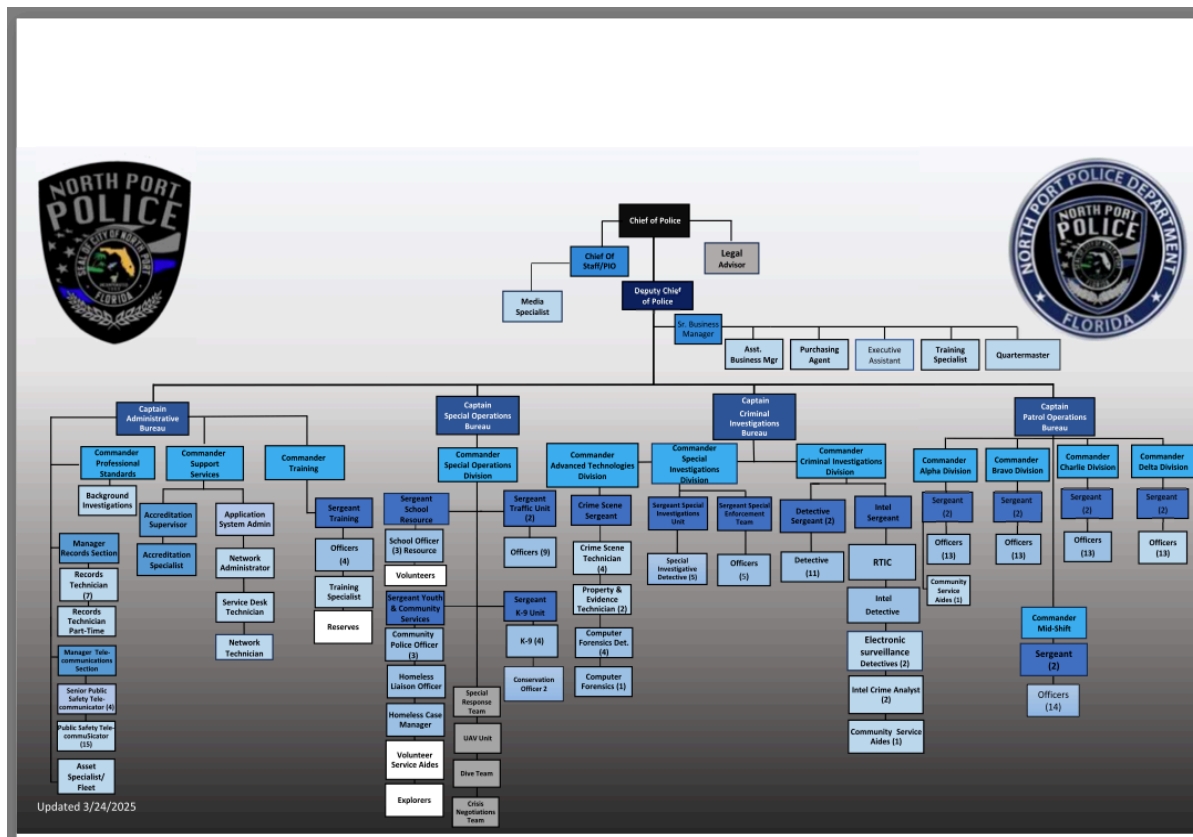 NORTH PORT
POLICE
SEAL OF CITY OF NORTH PORT
FLORIDA
NORTH PORT POLICE DEPARTMENT
NORTH PORT
POLICE
FLORIDA
Chief of Police
Chief Of
Staff/PIO
Legal
Advisor
Media
Specialist
Deputy Chief
of Police
Sr. Business
Manager
Asst.
Business Mgr
Purchasing
Agent
Executive
Assistant
Training
Specialist
Quartermaster
Captain
Administrative
Bureau
Captain
Special Operations
Bureau
Captain
Criminal
Investigations
Bureau
Captain
Patrol Operations
Bureau
Commander
Professional
Standards
Commander
Support
Services
Commander
Training
Commander
Special Operations
Division
Commander
Advanced Technologies
Division
Commander
Special
Investigations
Division
Commander
Criminal Investigations
Division
Commander
Alpha Division
Commander
Bravo Division
Commander
Charlie Division
Commander
Delta Division
Background
Investigations
Accreditation
Supervisor
Accreditation
Specialist
Application
System Admin
Network
Administrator
Service Desk
Technician
Network
Technician
Sergeant
Training
Officers
(4)
Training
Specialist
Reserves
Manager
Records Section
Records
Technician
(7)
Records
Technician
Part-Time
Manager Tele-
communications
Section
Senior Public
Safety Tele-
communicator (4)
Public Safety Tele-
commuSicator
(15)
Asset
Specialist/
Fleet
Sergeant
School
Resource
School Officer
(3) Resource
Volunteers
Sergeant Youth
& Community
Services
Community
Police Officer
(3)
Homeless
Liaison Officer
Homeless Case
Manager
Volunteer
Service Aides
Explorers
Sergeant
Traffic Unit
(2)
Officers (9)
Sergeant
K-9 Unit
K-9 (4)
Conservation
Officer 2
Special
Response
Team
UAV Unit
Dive Team
Crisis
Negotiations
Team
Crime Scene
Sergeant
Crime Scene
Technician
(4)
Property &
Evidence
Technician (2)
Computer
Forensics Det.
(4)
Computer
Forensics (1)
Sergeant Special
Investigations
Unit
Special
Investigative
Detective (5)
Sergeant Special
Enforcement
Team
Officers
(5)
Detective
Sergeant (2)
Detective
(11)
Intel
Sergeant
RTIC
Intel
Detective
Electronic
surveillance
Detectives (2)
Intel Crime Analyst
(2)
Community Service
Aides (1)
Sergeant
(2)
Officers
(13)
Community
Service
Aides (1)
Sergeant
(2)
Officers
(13)
Sergeant
(2)
Officers
(13)
Sergeant
(2)
Officers
(13)
Commander
Mid-Shift
Sergeant
(2)
Officers
(14)
Updated 3/24/2025